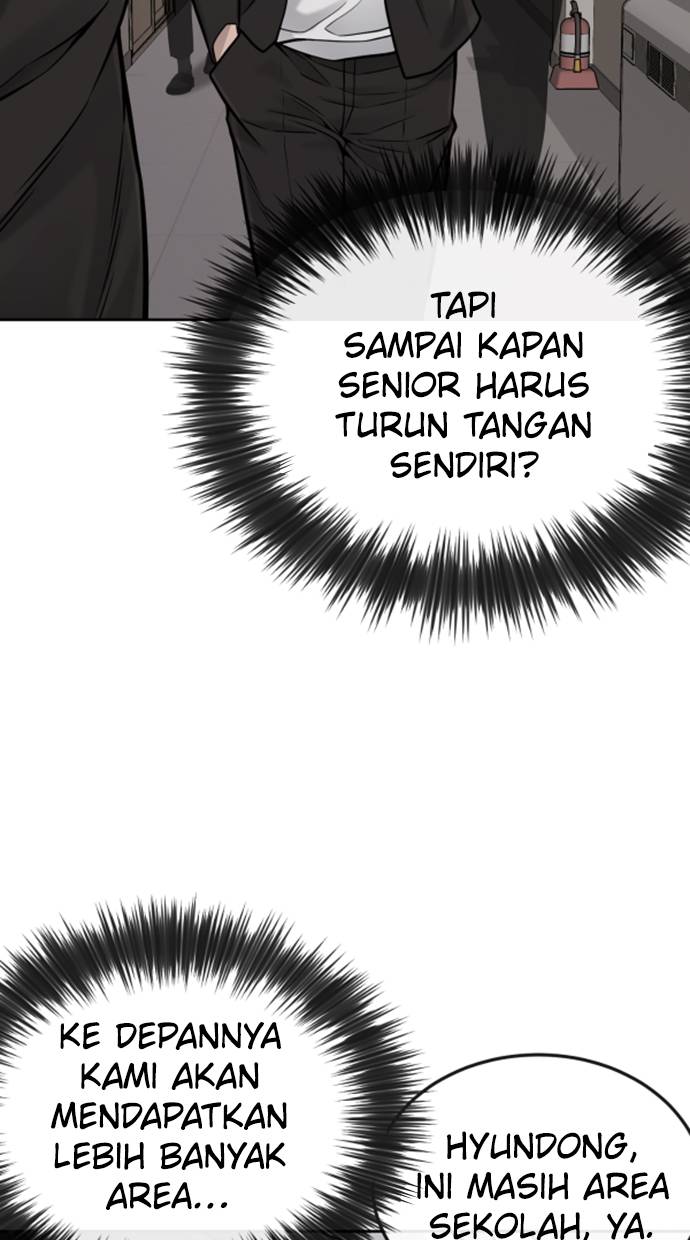 TAPI
SAMPAI KAPAN
SENIOR HARUS
TURUN TANGAN
SENDIRI?
KE DEPANNYA
KAMI AKAN
MENDAPATKAN
LEBIH BANYAK
AREA...
HYUNDONG,
INI MASIH AREA
SEKOLAH, YA.